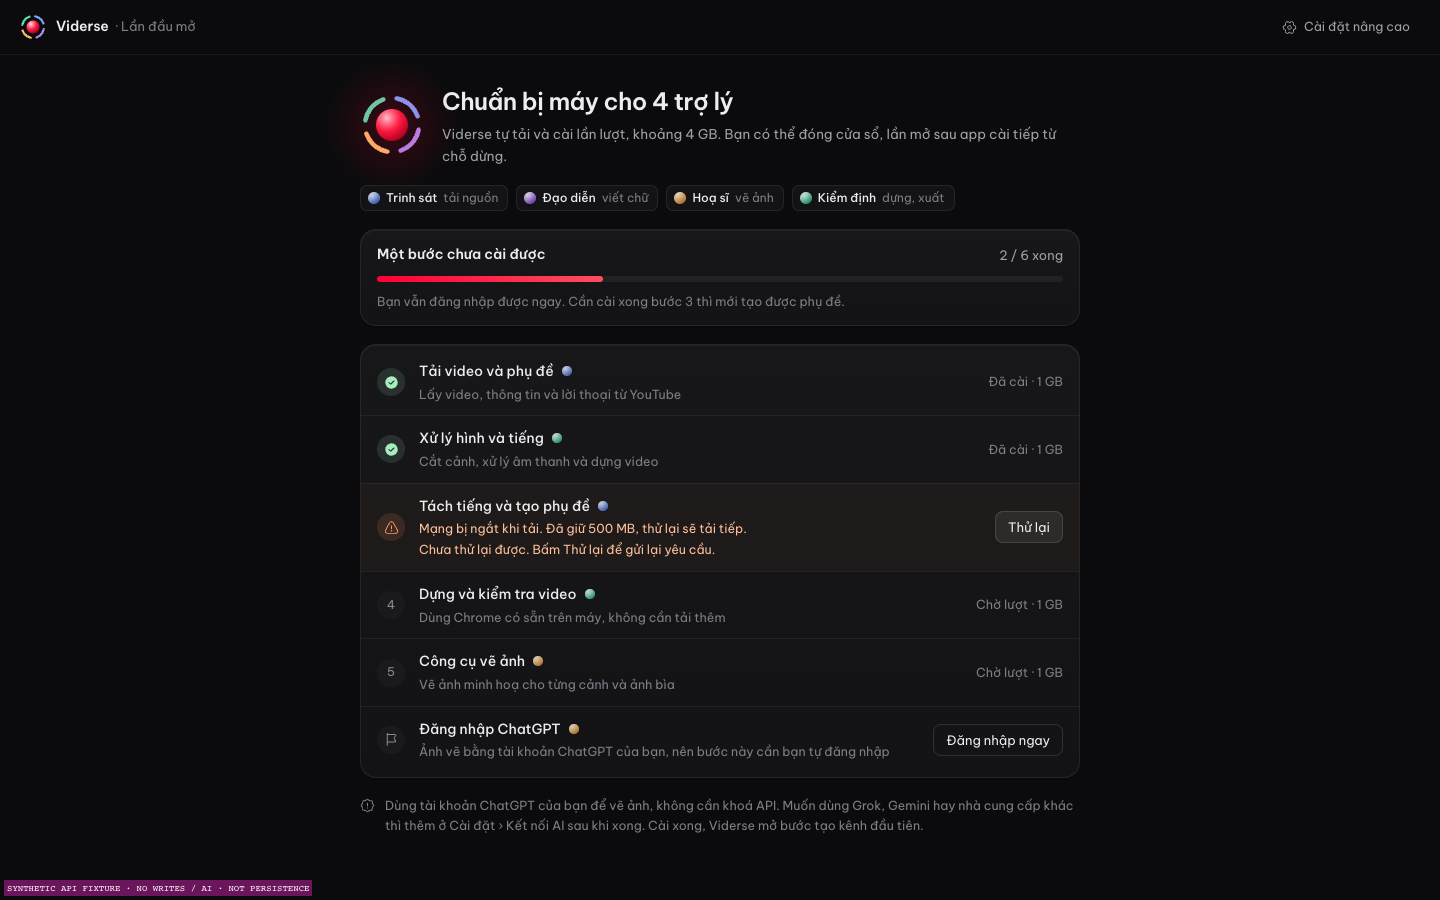 Viderse · Lần đầu mở
Cài đặt nâng cao
Chuẩn bị máy cho 4 trợ lý
Viderse tự tải và cài lần lượt, khoảng 4 GB. Bạn có thể đóng cửa sổ, lần mở sau app cài tiếp từ
chỗ dừng.
Trinh sát tải nguồn
Đạo diễn viết chữ
Hoạ sĩ vẽ ảnh
Kiểm định dựng, xuất
Một bước chưa cài được
2 / 6 xong
Bạn vẫn đăng nhập được ngay. Cần cài xong bước 3 thì mới tạo được phụ đề.
Tải video và phụ đề
Lấy video, thông tin và lời thoại từ YouTube
Đã cài · 1 GB
Xử lý hình và tiếng
Cắt cảnh, xử lý âm thanh và dựng video
Đã cài · 1 GB
Tách tiếng và tạo phụ đề
Mạng bị ngắt khi tải. Đã giữ 500 MB, thử lại sẽ tải tiếp.
Chưa thử lại được. Bấm Thử lại để gửi lại yêu cầu.
Thử lại
4
Dựng và kiểm tra video
Dùng Chrome có sẵn trên máy, không cần tải thêm
Chờ lượt · 1 GB
5
Công cụ vẽ ảnh
Vẽ ảnh minh hoạ cho từng cảnh và ảnh bìa
Chờ lượt · 1 GB
Đăng nhập ChatGPT
Ảnh vẽ bằng tài khoản ChatGPT của bạn, nên bước này cần bạn tự đăng nhập
Đăng nhập ngay
Dùng tài khoản ChatGPT của bạn để vẽ ảnh, không cần khoá API. Muốn dùng Grok, Gemini hay nhà cung cấp khác
thì thêm ở Cài đặt › Kết nối AI sau khi xong. Cài xong, Viderse mở bước tạo kênh đầu tiên.
SYNTHETIC API FIXTURE · NO WRITES / AI · NOT PERSISTENCE